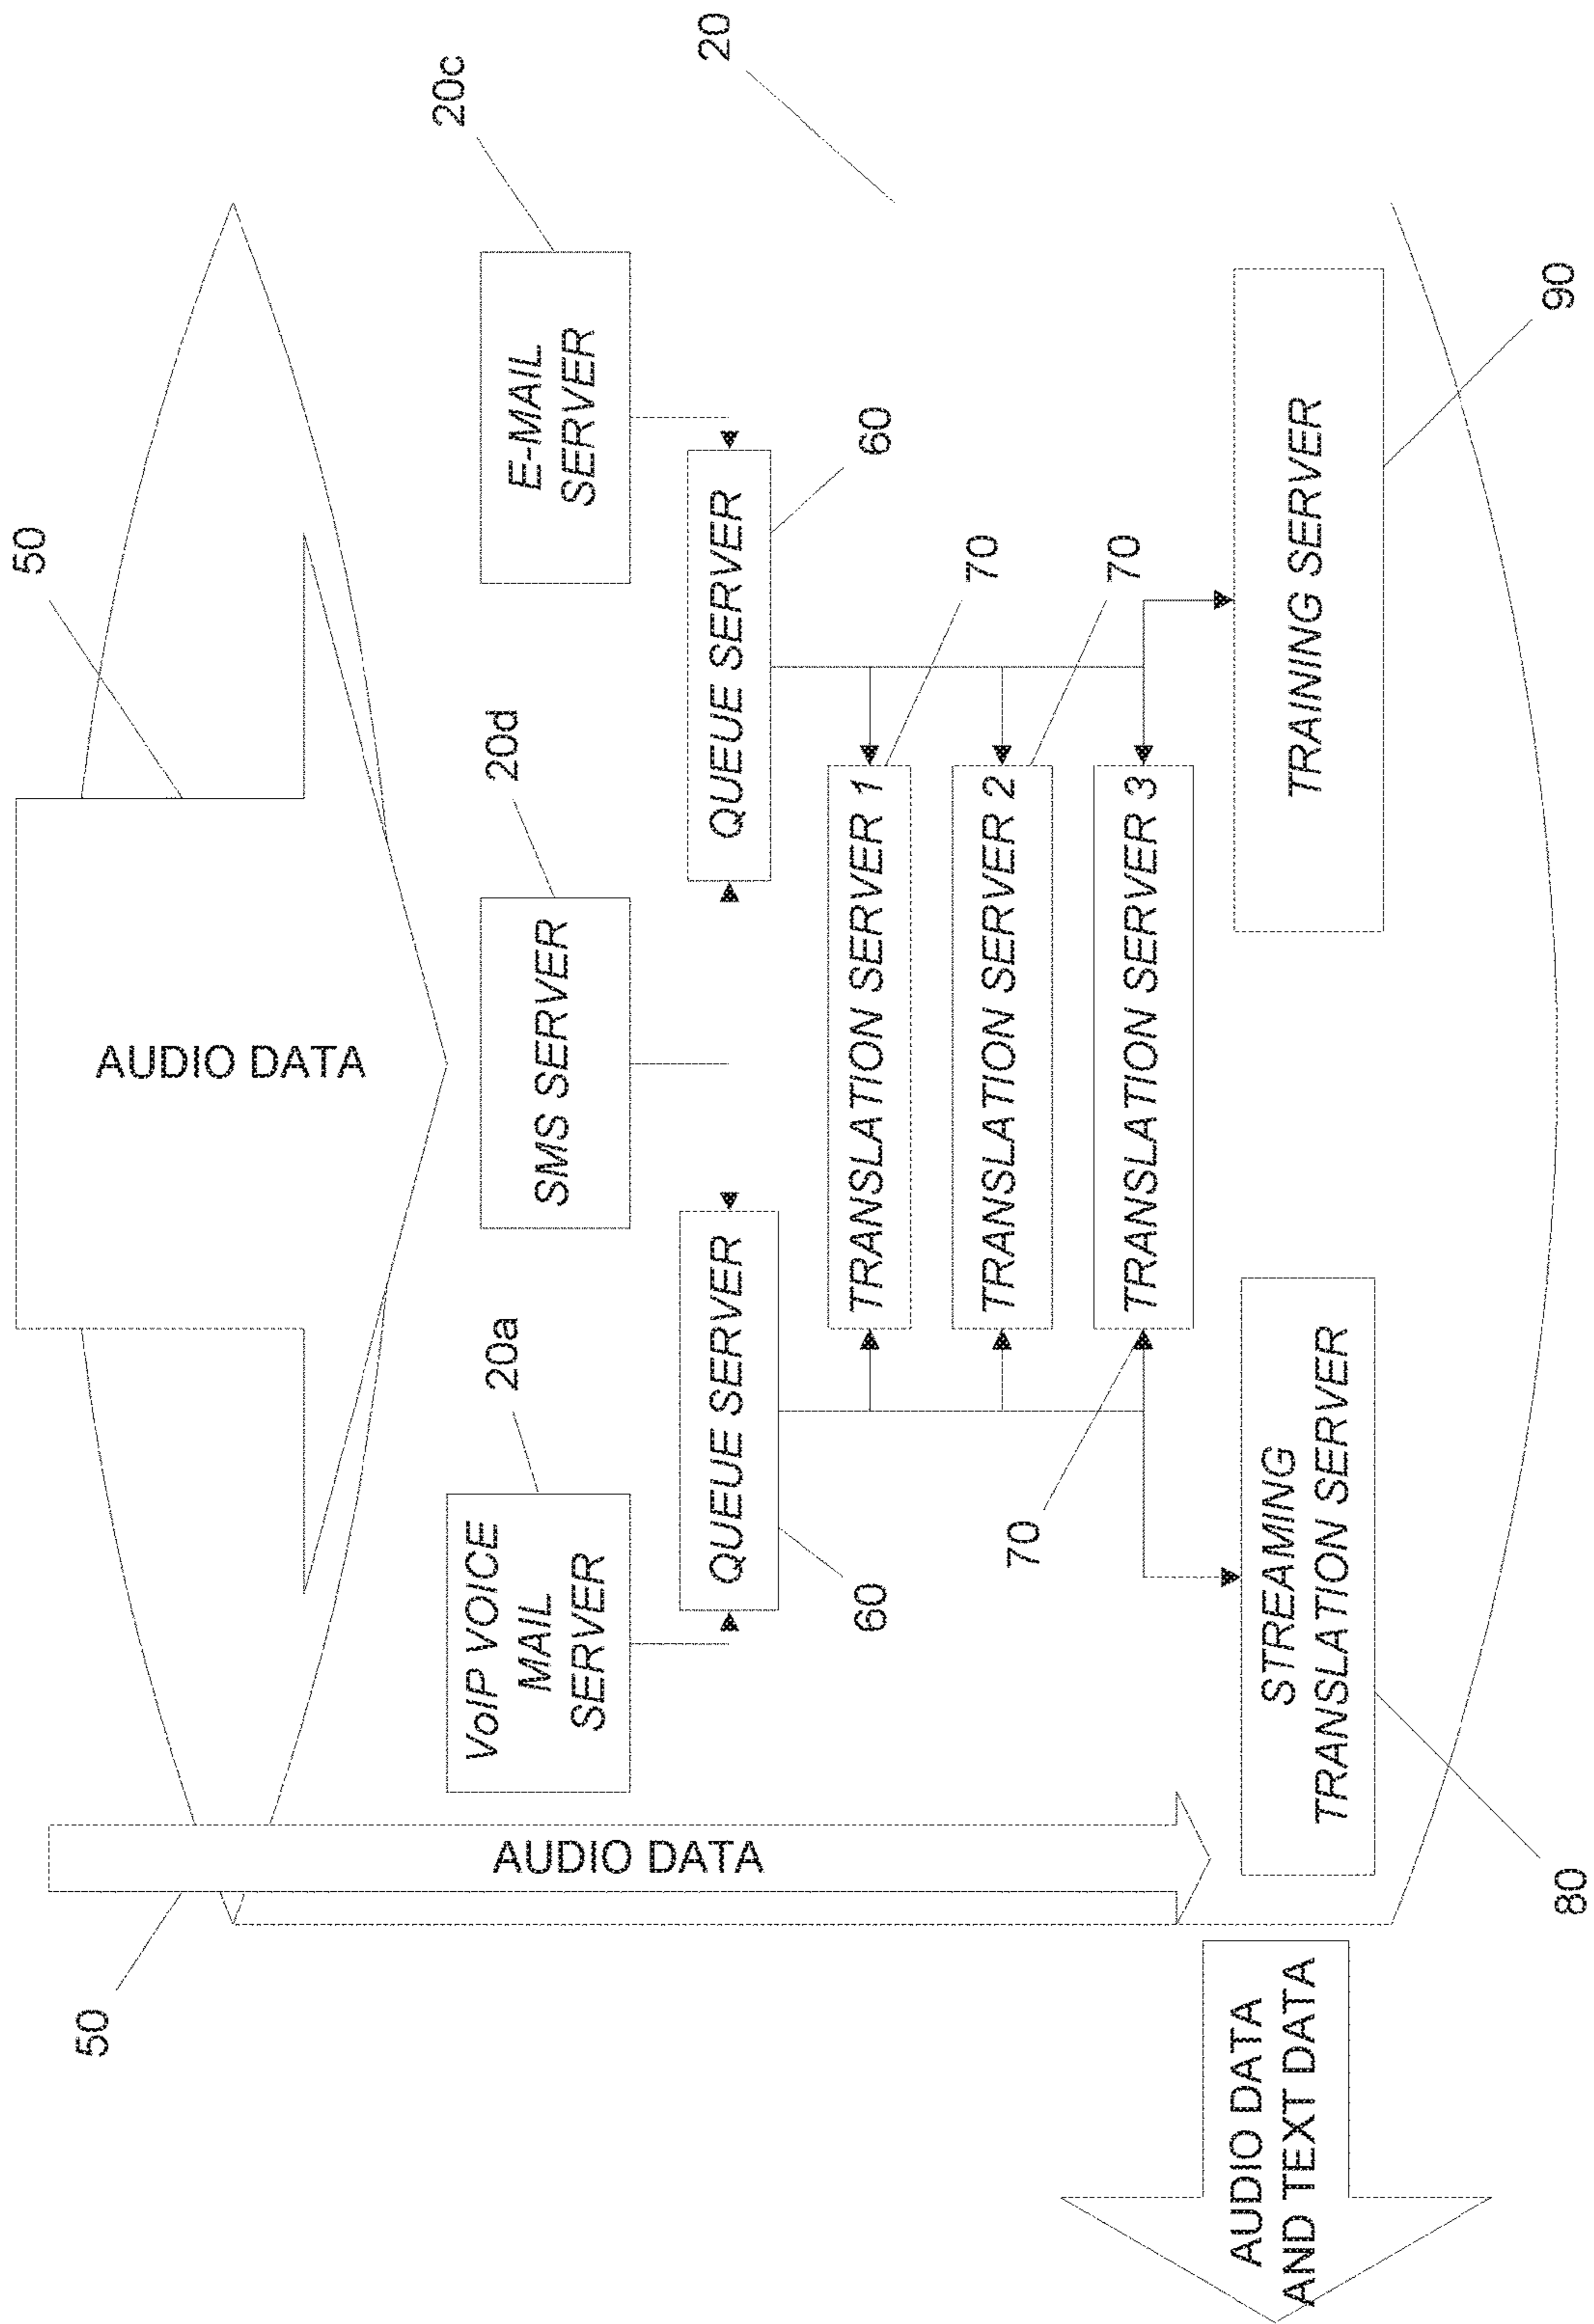 50
AUDIO DATA
20c
20
E-MAIL
SERVER
20d
SMS SERVER
20a
VoIP VOICE
MAIL
SERVER
QUEUE SERVER
60
QUEUE SERVER
60
70
70
TRANSLATION SERVER 1
TRANSLATION SERVER 2
TRANSLATION SERVER 3
70
TRAINING SERVER
90
STREAMING
TRANSLATION SERVER
80
AUDIO DATA
50
AUDIO DATA
AND TEXT DATA